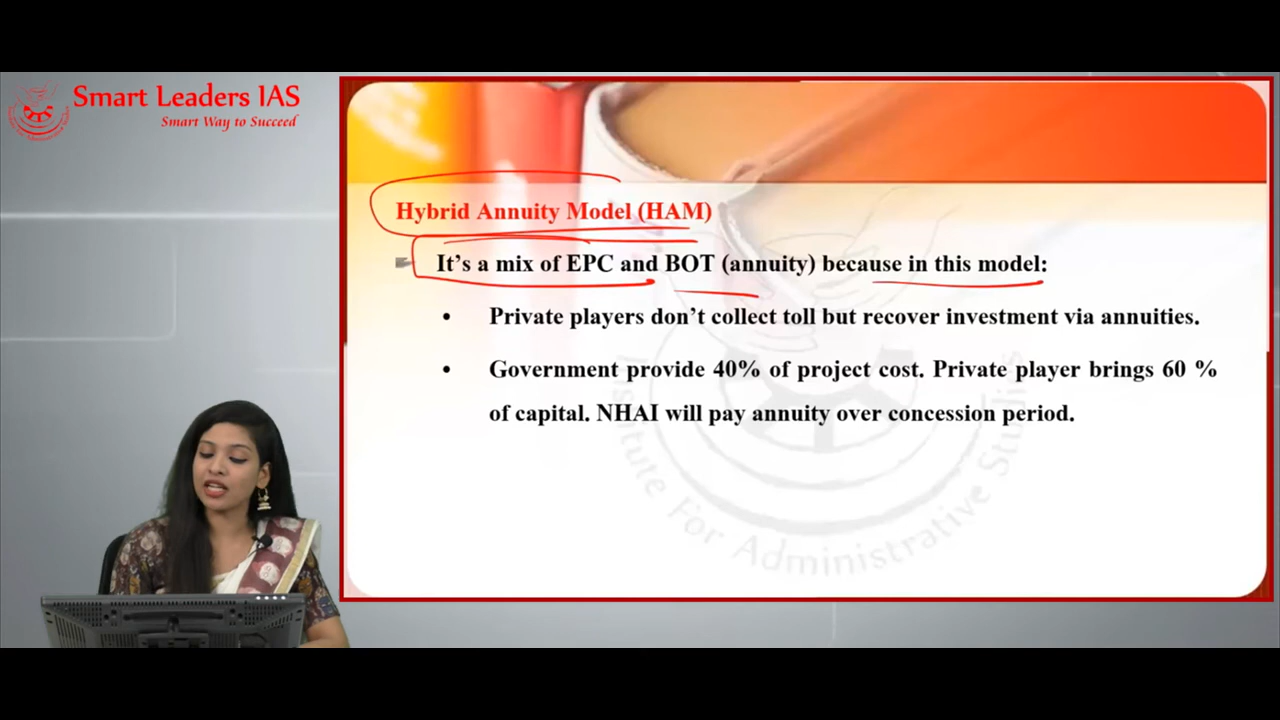 Smart Leaders IAS
Smart Way to Succeed
Hybrid Annuity Model (HAM)
It’s a mix of EPC and BOT (annuity) because in this model:
• Private players don’t collect toll but recover investment via annuities.
• Government provide 40% of project cost. Private player brings 60 %
of capital. NHAI will pay annuity over concession period.
For Administrative Studies